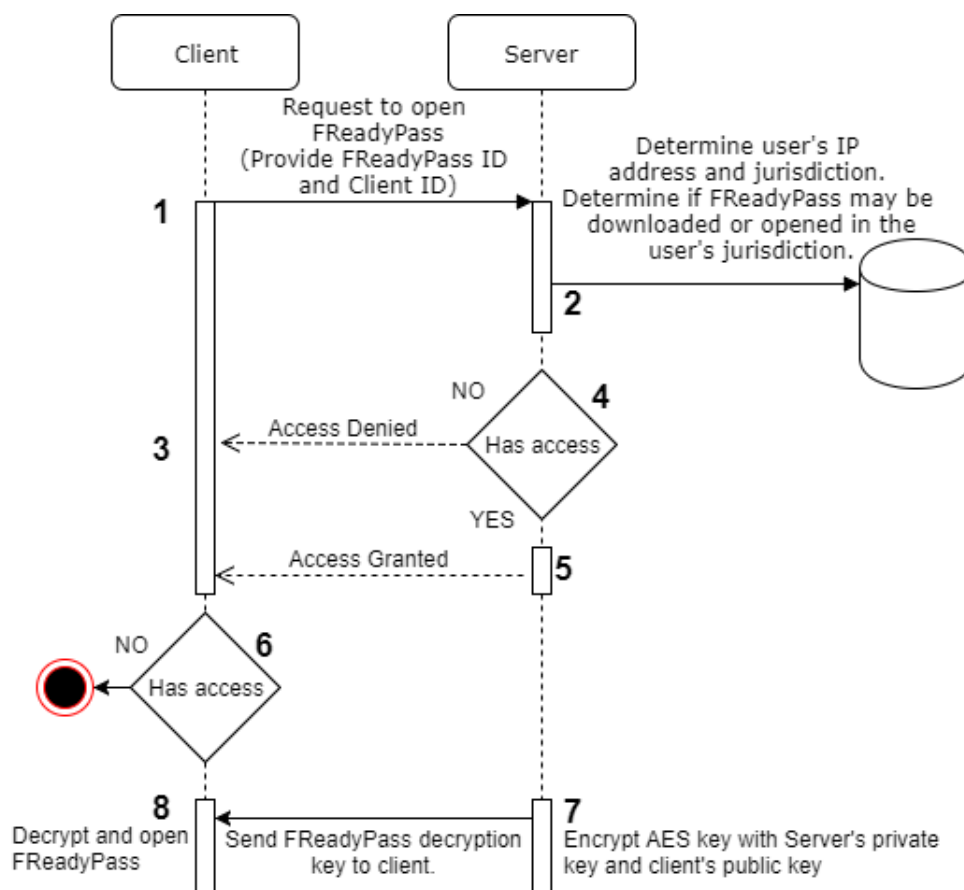 Client
Server
Request to open
FReadyPass
(Provide FReadyPass ID
and Client ID)
Determine user's IP
address and jurisdiction.
Determine if FReadyPass may be
downloaded or opened in the
user's jurisdiction.
1
2
NO
4
Access Denied
Has access
3
YES
Access Granted
5
NO
6
Has access
8
7
Decrypt and open
FReadyPass
Send FReadyPass decryption
key to client.
Encrypt AES key with Server's private
key and client's public key